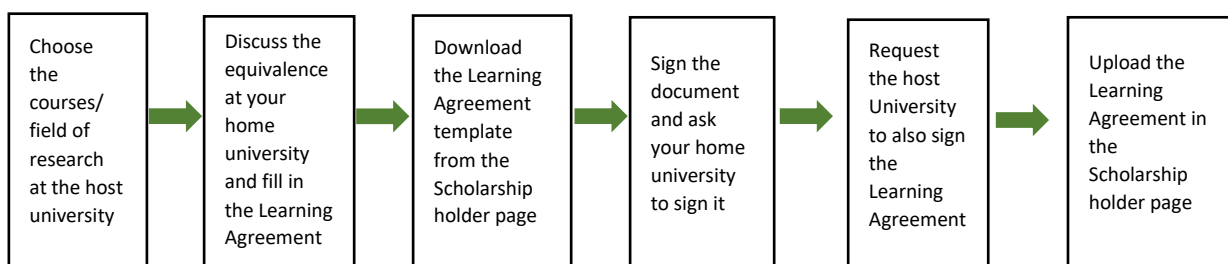 Choose
the
courses/
field of
research
at the host
university
Discuss the
equivalence
at your
home
university
and fill in
the Learning
Agreement
Download
the Learning
Agreement
template
from the
Scholarship
holder page
Sign the
document
and ask
your home
university
to sign it
Request
the host
University
to also sign
the
Learning
Agreement
Upload the
Learning
Agreement in
the
Scholarship
holder page